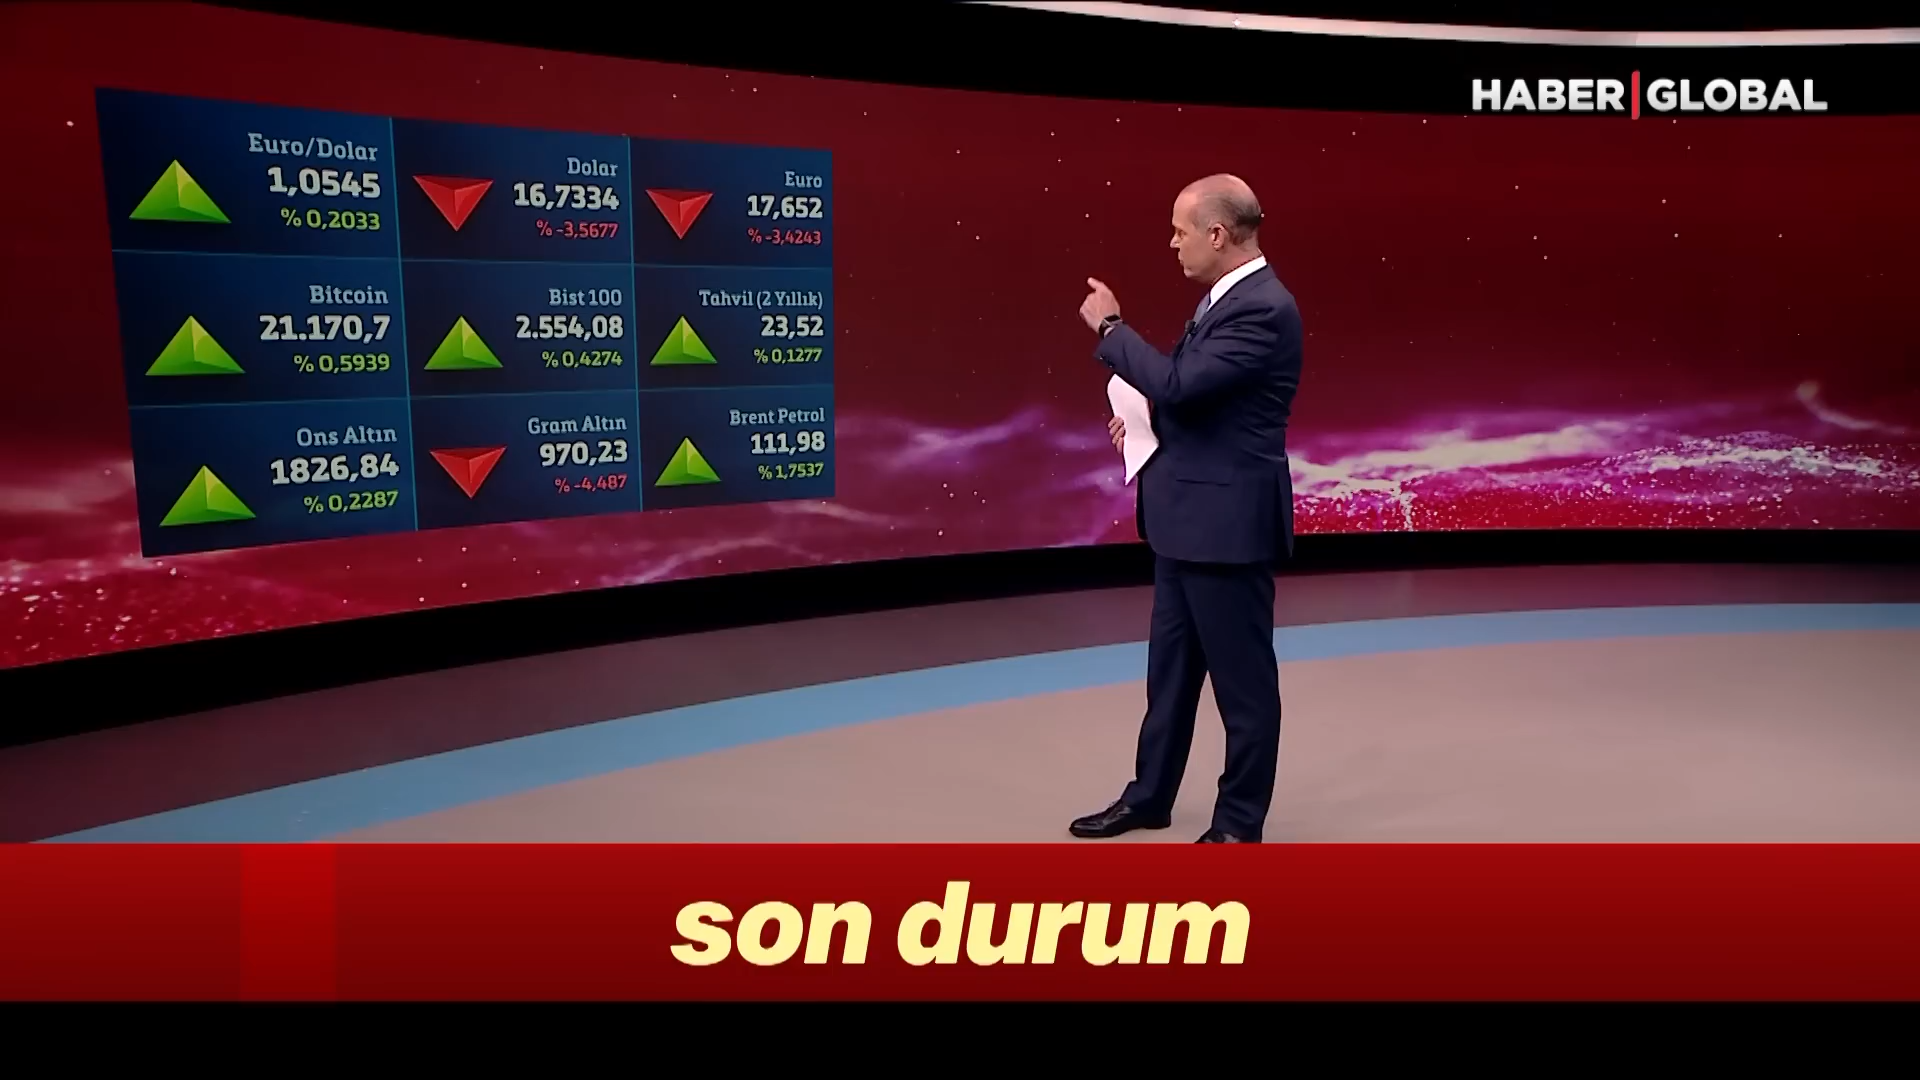 HABER|GLOBAL
Euro/Dolar
1,0545
% 0,2033
Dolar
16,7334
% -3,5677
Euro
17,652
% -3,4243
Bitcoin
21.170,7
% 0,5939
Bist 100
2.554,08
% 0,4274
Tahvil (2 Yıllık)
23,52
% 0,1277
Ons Altın
1826,84
% 0,2287
Gram Altın
970,23
% -4,487
Brent Petrol
111,98
% 1,7537
son durum